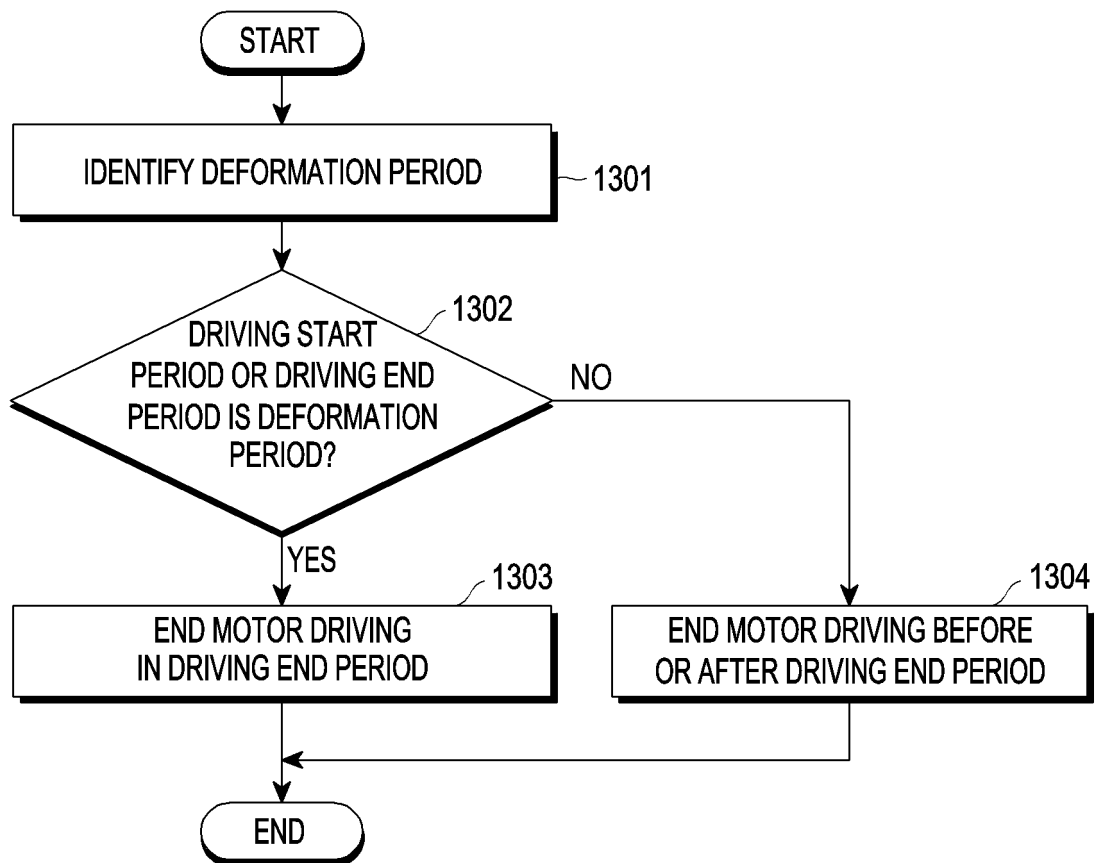 START
IDENTIFY DEFORMATION PERIOD
1301
1302
DRIVING START
PERIOD OR DRIVING END
PERIOD IS DEFORMATION
PERIOD?
NO
YES
1303
END MOTOR DRIVING
IN DRIVING END PERIOD
1304
END MOTOR DRIVING BEFORE
OR AFTER DRIVING END PERIOD
END